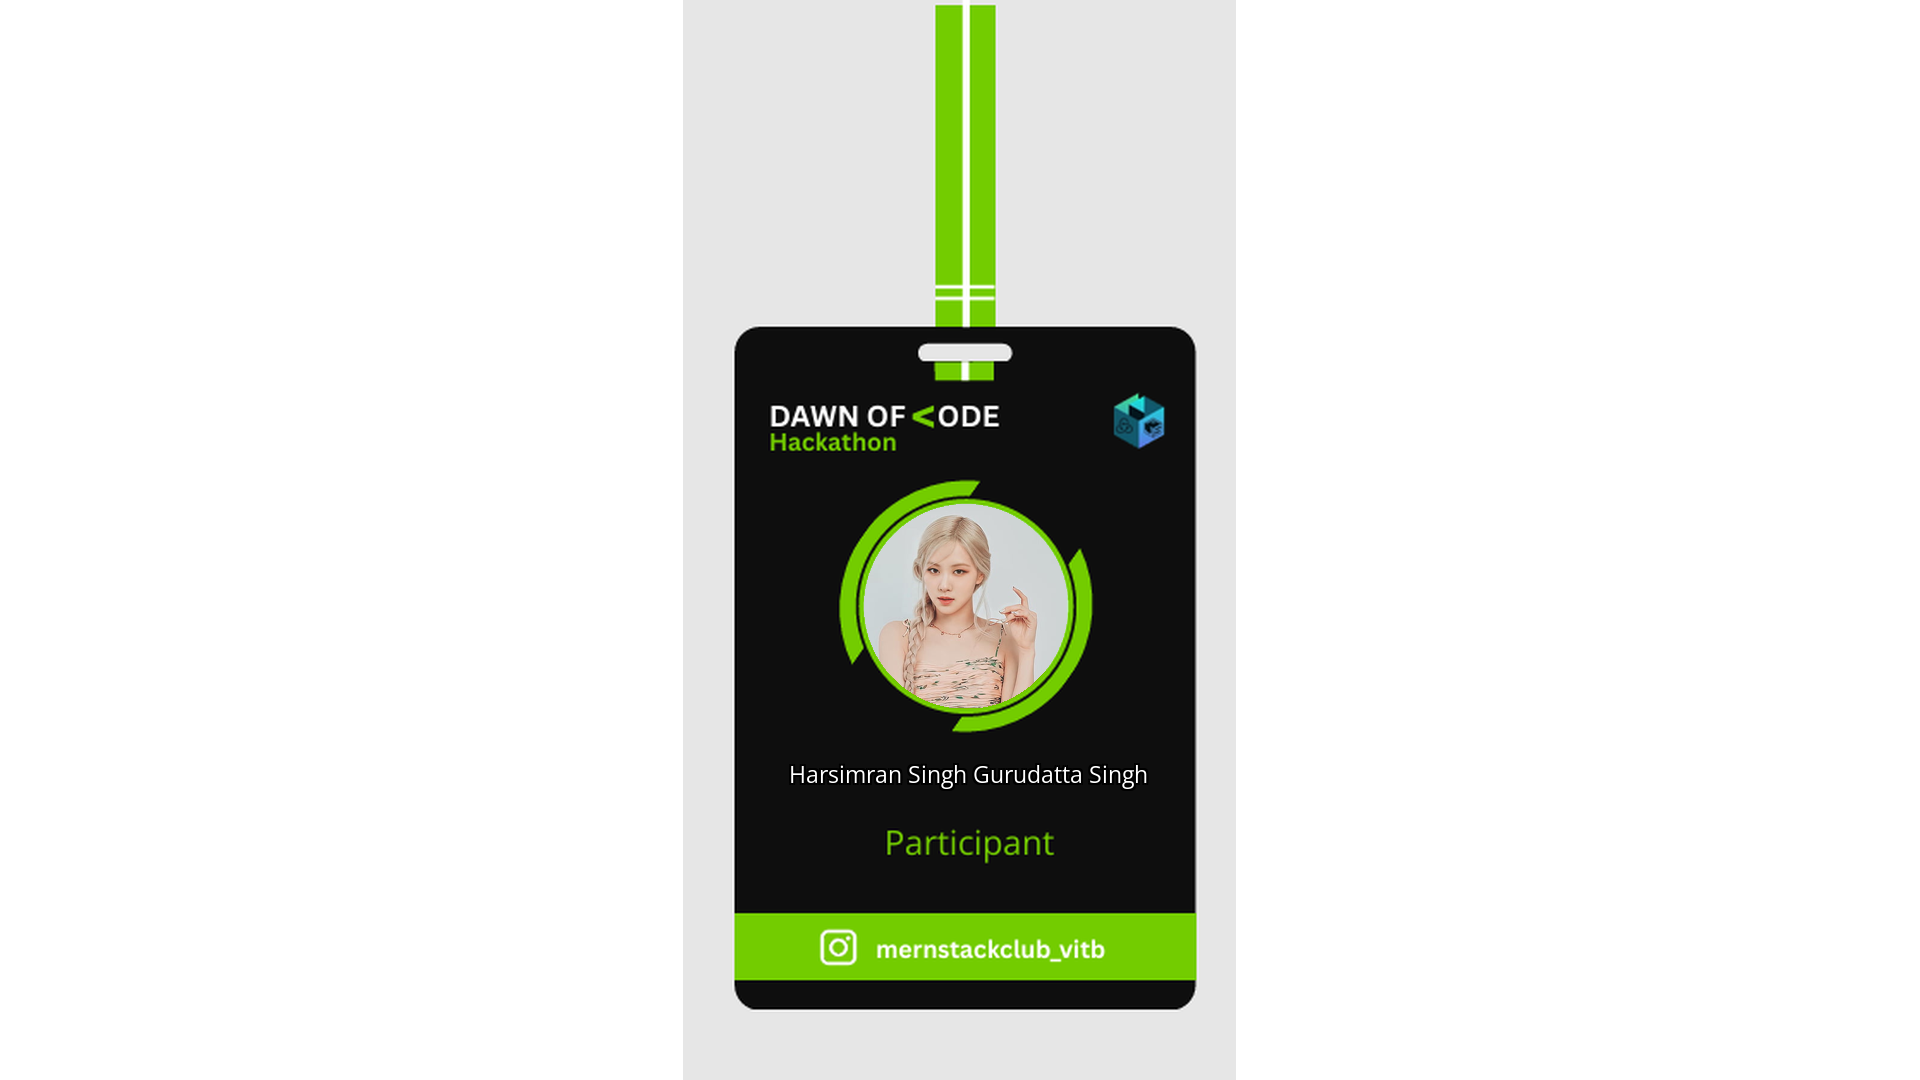 DAWN OF <ODE
Hackathon
Harsimran Singh Gurudatta Singh
Participant
mernstackclub_vitb